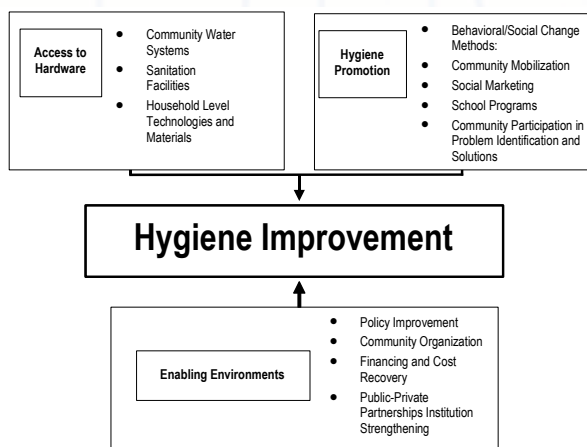 Access to
Hardware
• Community Water
Systems
• Sanitation
Facilities
• Household Level
Technologies and
Materials
Hygiene
Promotion
• Behavioral/Social Change
Methods:
• Community Mobilization
• Social Marketing
• School Programs
• Community Participation in
Problem Identification and
Solutions
Hygiene Improvement
Enabling Environments
• Policy Improvement
• Community Organization
• Financing and Cost
Recovery
• Public-Private
Partnerships Institution
Strengthening